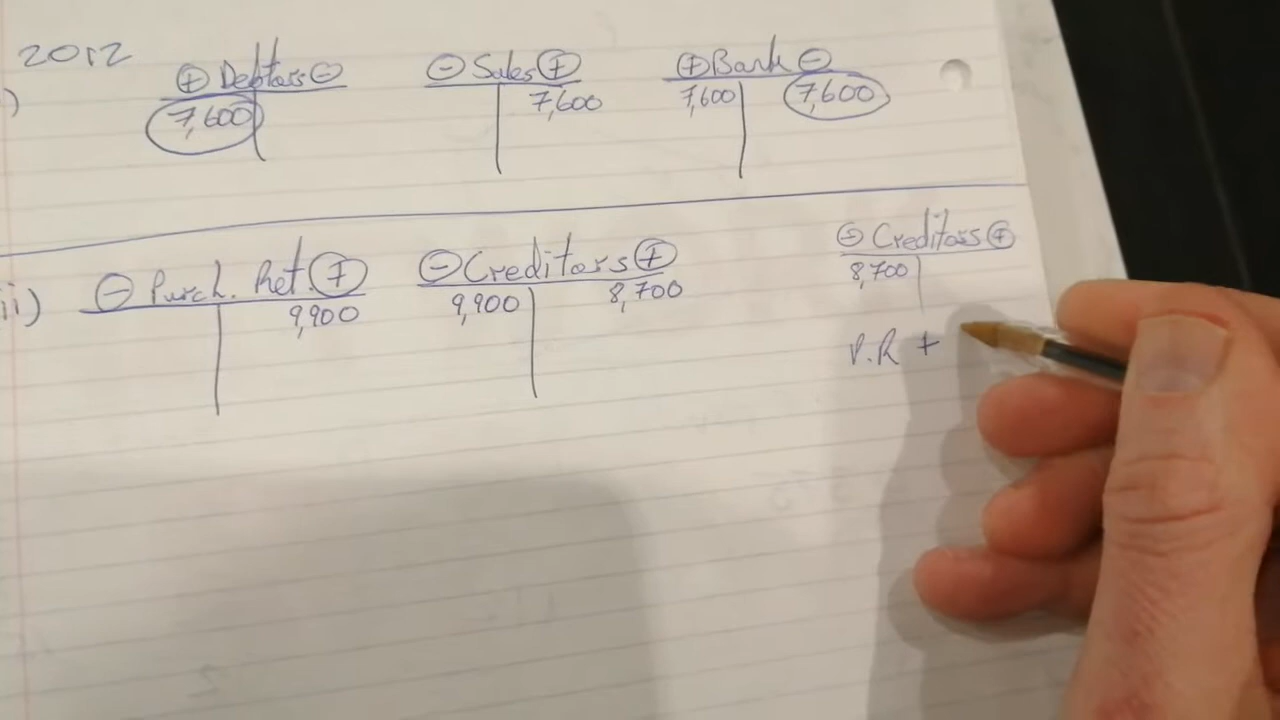 2012
) ⊕ Debtors ⊖ ⊖ Sales ⊕ ⊕ Bank ⊖
7,600 7,600 7,600 7,600
ii) ⊖ Purch. Ret. ⊕ ⊖ Creditors ⊕ ⊖ Creditors ⊕
9,900 9,900 8,700 8,700
P.R +